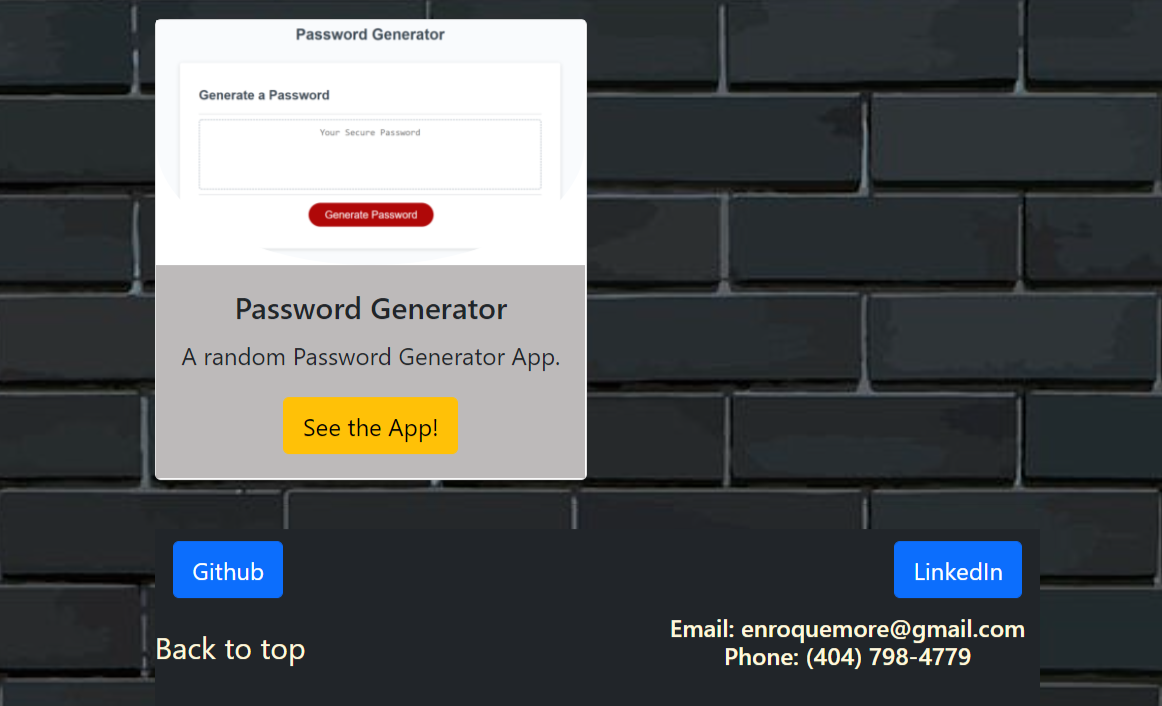 Password Generator
Generate a Password
Your Secure Password
Generate Password
Password Generator
A random Password Generator App.
See the App!
Github
LinkedIn
Back to top
Email: enroquemore@gmail.com
Phone: (404) 798-4779